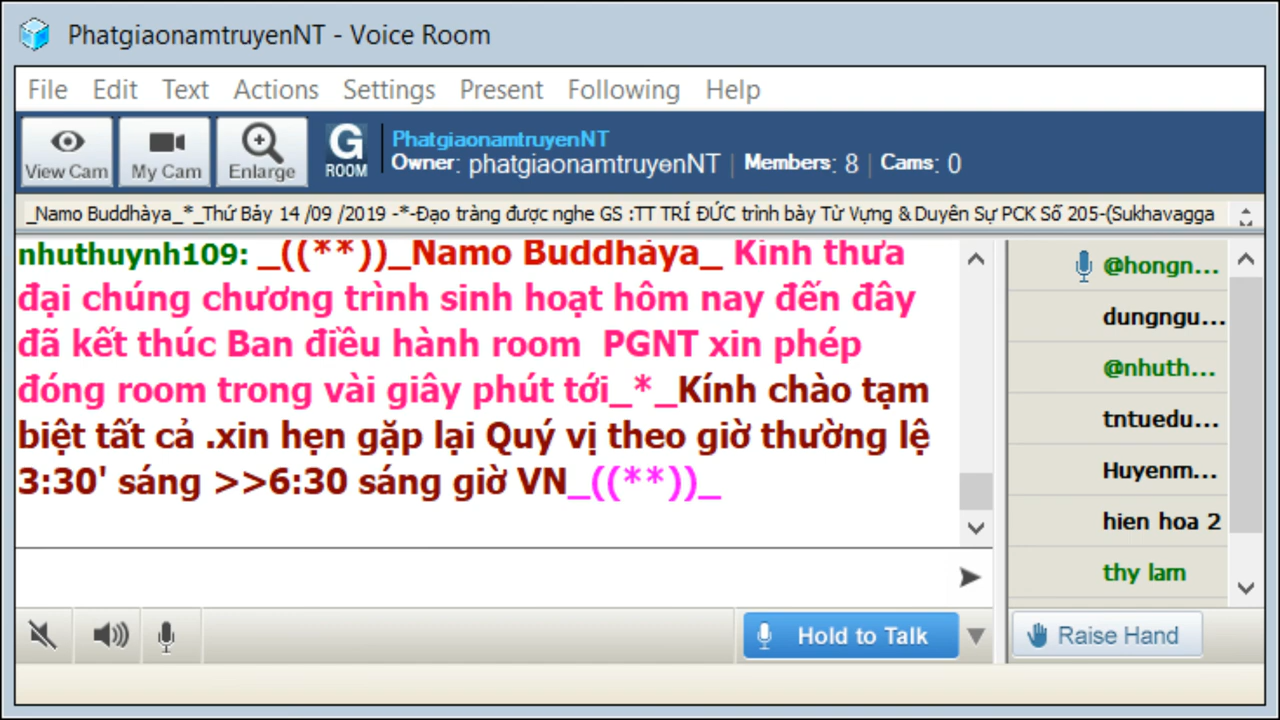 PhatgiaonamtruyenNT - Voice Room
File Edit Text Actions Settings Present Following Help
View Cam My Cam Enlarge G ROOM
PhatgiaonamtruyenNT
Owner: phatgiaonamtruyenNT | Members: 8 | Cams: 0
_Namo Buddhàya_*_Thứ Bảy 14 /09 /2019 -*-Đạo tràng được nghe GS :TT TRÍ ĐỨC trình bày Từ Vựng & Duyên Sự PCK Số 205-(Sukhavagga
nhuthuynh109: _((**))_Namo Buddhàya_ Kính thưa
đại chúng chương trình sinh hoạt hôm nay đến đây
đã kết thúc Ban điều hành room PGNT xin phép
đóng room trong vài giây phút tới_*_Kính chào tạm
biệt tất cả .xin hẹn gặp lại Quý vị theo giờ thường lệ
3:30' sáng >>6:30 sáng giờ VN_((**))_
@hongn...
dungngu...
@nhuth...
tntuedu...
Huyenm...
hien hoa 2
thy lam
Hold to Talk
Raise Hand